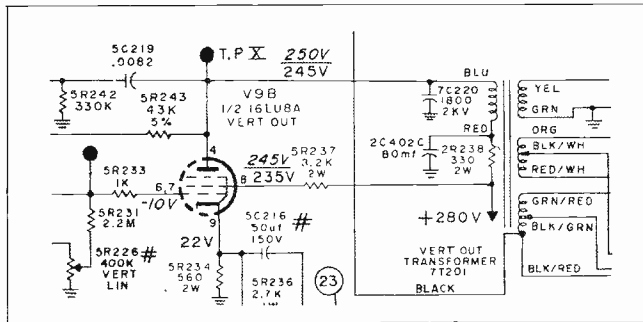 5C219
.0082
T.P X
250V
245V
5R242
330K
5R243
43K
5%
V9B
1/2 16LU8A
VERT OUT
BLU
7C220
1800
2KV
YEL
GRN
RED
ORG
2C402C
80mf
2R238
330
2W
BLK/WH
RED/WH
4
245V
235V
5R237
3.2K
2W
8
5R233
1K
6,7
-10V
9
5R231
2.2M
5C216 #
50uf
150V
22V
+280V
GRN/RED
BLK/GRN
5R226 #
400K
VERT
LIN
5R234
560
2W
5R236
2.7K
23
VERT OUT
TRANSFORMER
7T201
BLACK
BLK/RED